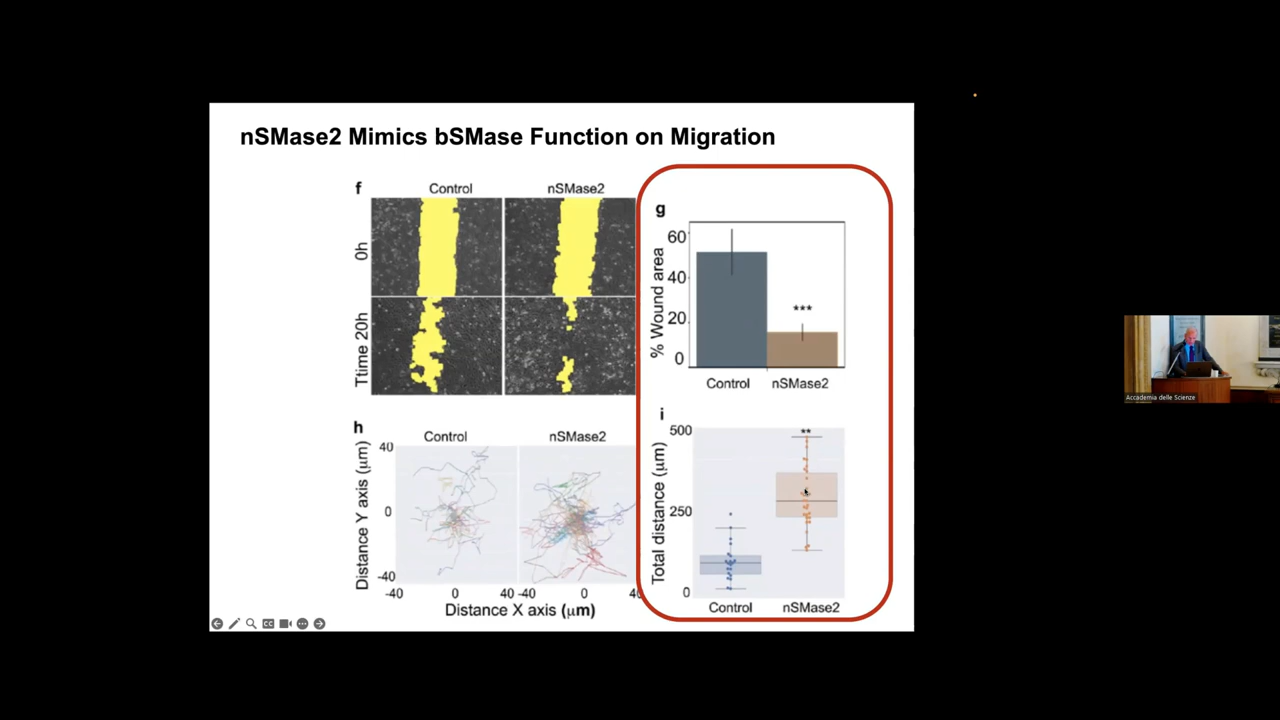 nSMase2 Mimics bSMase Function on Migration
f
Control
nSMase2
0h
Ttime 20h
g
% Wound area
60
40
20
0
***
Control
nSMase2
h
Control
nSMase2
Distance Y axis (µm)
40
0
-40
-40 0 40 -40 0 40
Distance X axis (µm)
i
Total distance (µm)
500
250
0
**
Control
nSMase2
CC
Accademia delle Scienze